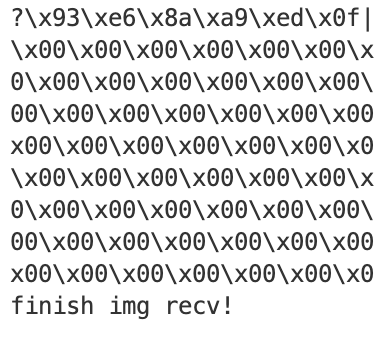 ?\x93\xe6\x8a\xa9\xed\x0f|
\x00\x00\x00\x00\x00\x00\x
0\x00\x00\x00\x00\x00\x00\
00\x00\x00\x00\x00\x00\x00
x00\x00\x00\x00\x00\x00\x0
\x00\x00\x00\x00\x00\x00\x
0\x00\x00\x00\x00\x00\x00\
00\x00\x00\x00\x00\x00\x00
x00\x00\x00\x00\x00\x00\x0
finish img recv!